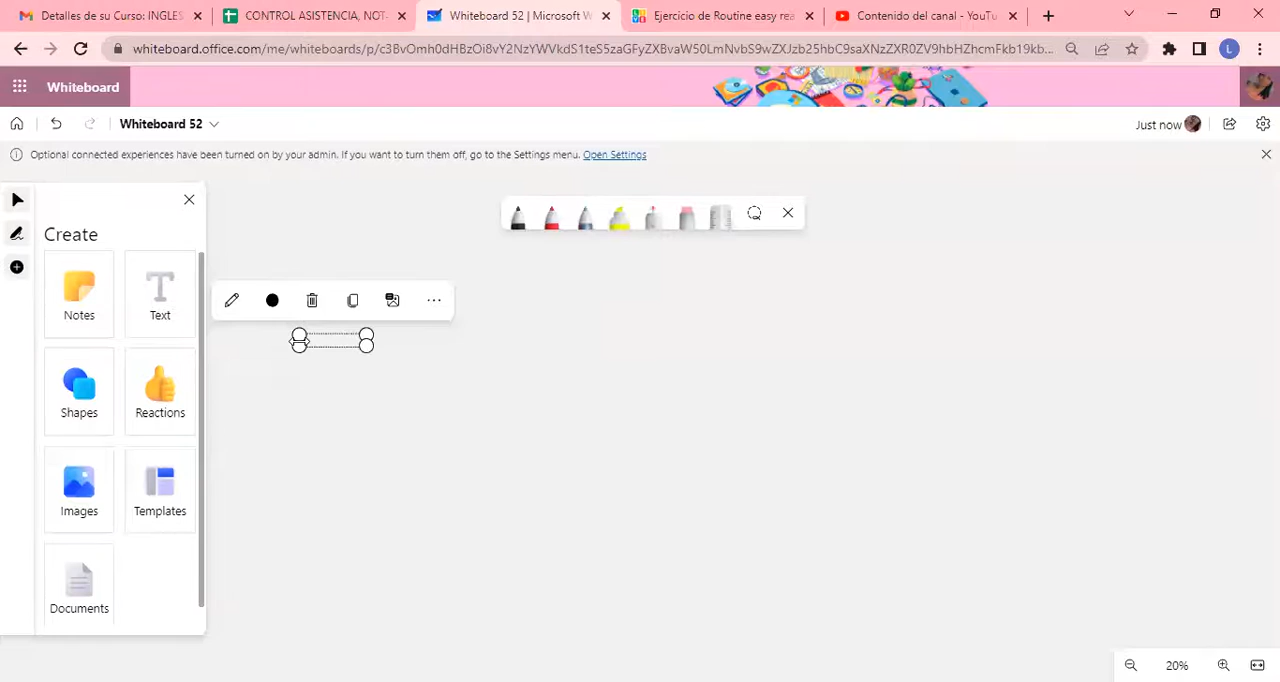 Detalles de su Curso: INGLES
CONTROL ASISTENCIA, NOT-
Whiteboard 52 | Microsoft W
Ejercicio de Routine easy rea
Contenido del canal - YouTu
whiteboard.office.com/me/whiteboards/p/c3BvOmh0dHBzOi8vY2NzYWVkdS1teS5zaGFyZXBvaW50LmNvbS9wZXJzb25hbC9saXNzZXR0ZV9hbHZhcmFkb19kb...
L
Whiteboard
Whiteboard 52
Just now
Optional connected experiences have been turned on by your admin. If you want to turn them off, go to the Settings menu. Open Settings
Create
Notes
Text
Shapes
Reactions
Images
Templates
Documents
20%